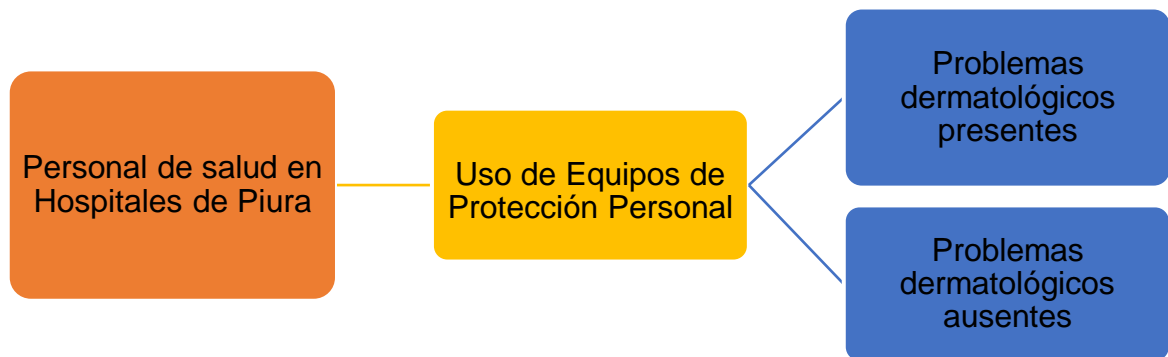 Personal de salud en
Hospitales de Piura
Uso de Equipos de
Protección Personal
Problemas
dermatológicos
presentes
Problemas
dermatológicos
ausentes